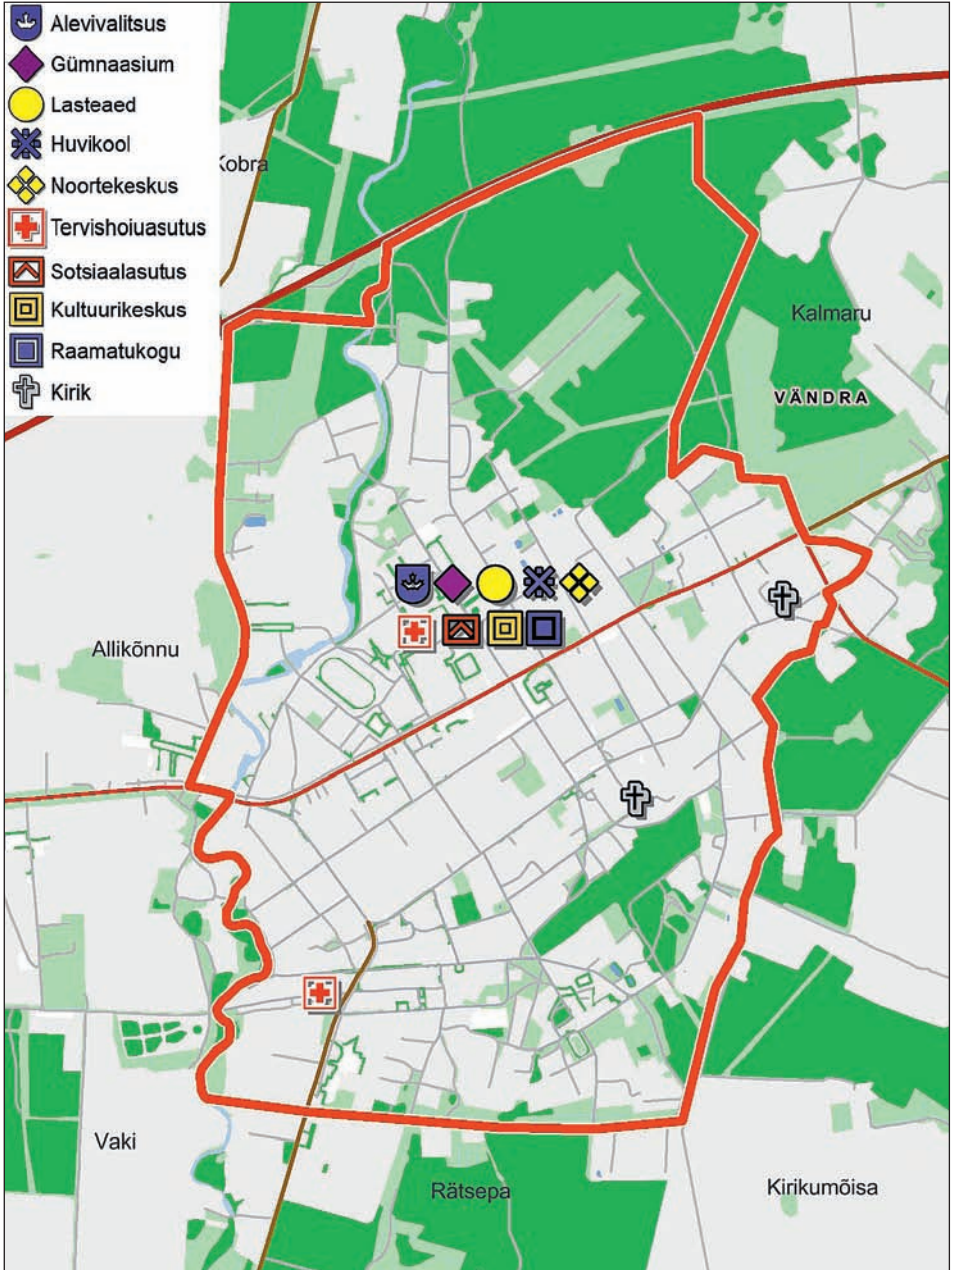 Alevivalitsus
Gümnaasium
Lasteaed
Huvikool
Noortekeskus
Tervishoiuasutus
Sotsiaalasutus
Kultuurikeskus
Raamatukogu
Kirik
Kobra
Kalmaru
VÄNDRA
Allikõnnu
Vaki
Rätsepa
Kirikumõisa